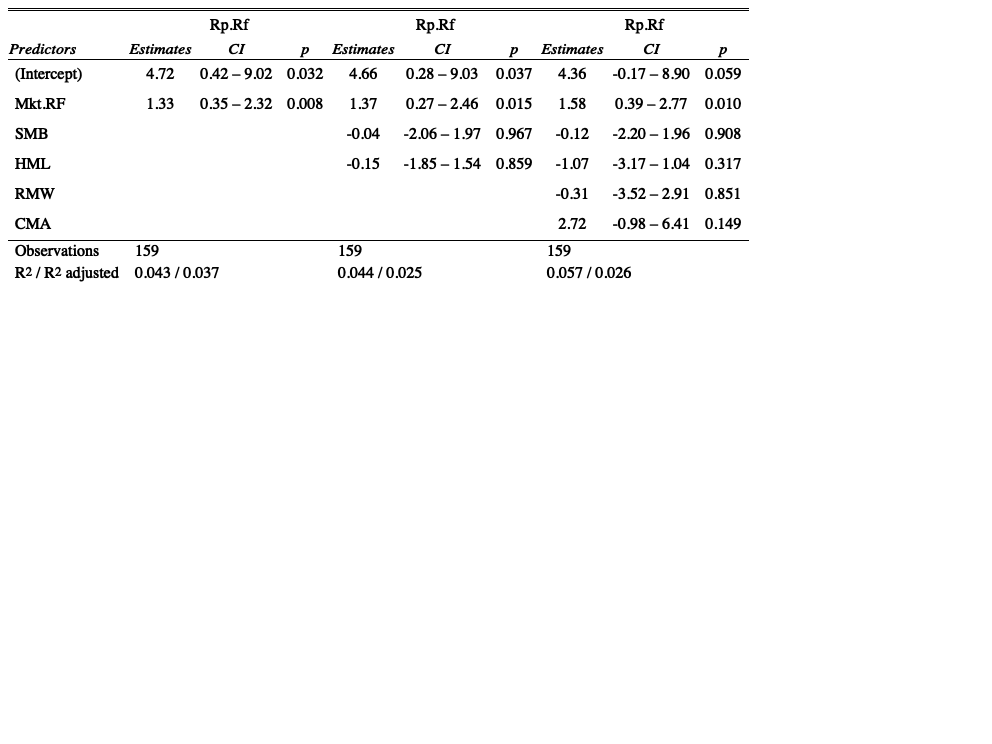 Rp.Rf Rp.Rf Rp.Rf
Predictors Estimates CI p Estimates CI p Estimates CI p
(Intercept) 4.72 0.42 – 9.02 0.032 4.66 0.28 – 9.03 0.037 4.36 -0.17 – 8.90 0.059
Mkt.RF 1.33 0.35 – 2.32 0.008 1.37 0.27 – 2.46 0.015 1.58 0.39 – 2.77 0.010
SMB -0.04 -2.06 – 1.97 0.967 -0.12 -2.20 – 1.96 0.908
HML -0.15 -1.85 – 1.54 0.859 -1.07 -3.17 – 1.04 0.317
RMW -0.31 -3.52 – 2.91 0.851
CMA 2.72 -0.98 – 6.41 0.149
Observations 159 159 159
R2 / R2 adjusted 0.043 / 0.037 0.044 / 0.025 0.057 / 0.026